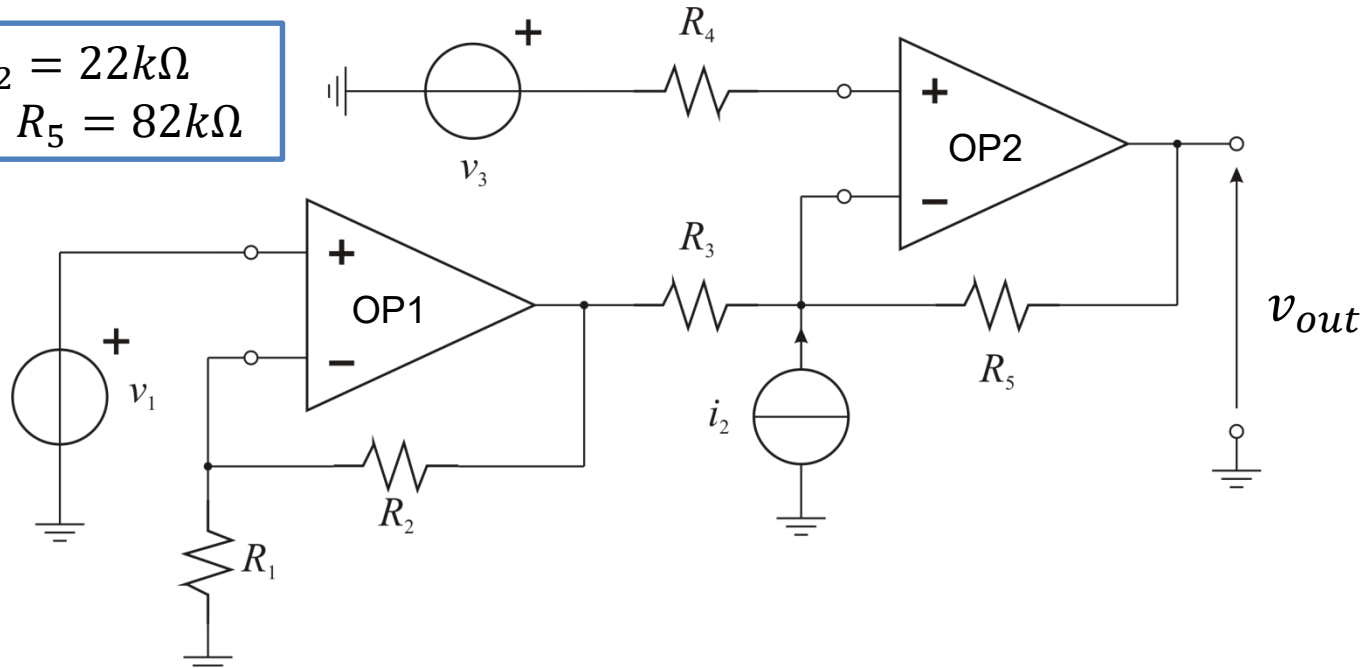 ₂ = 22kΩ
R₅ = 82kΩ
R₄
+
v₃
+
OP2
−
R₃
+
OP1
−
+
v₁
R₅
v_out
i₂
R₂
R₁